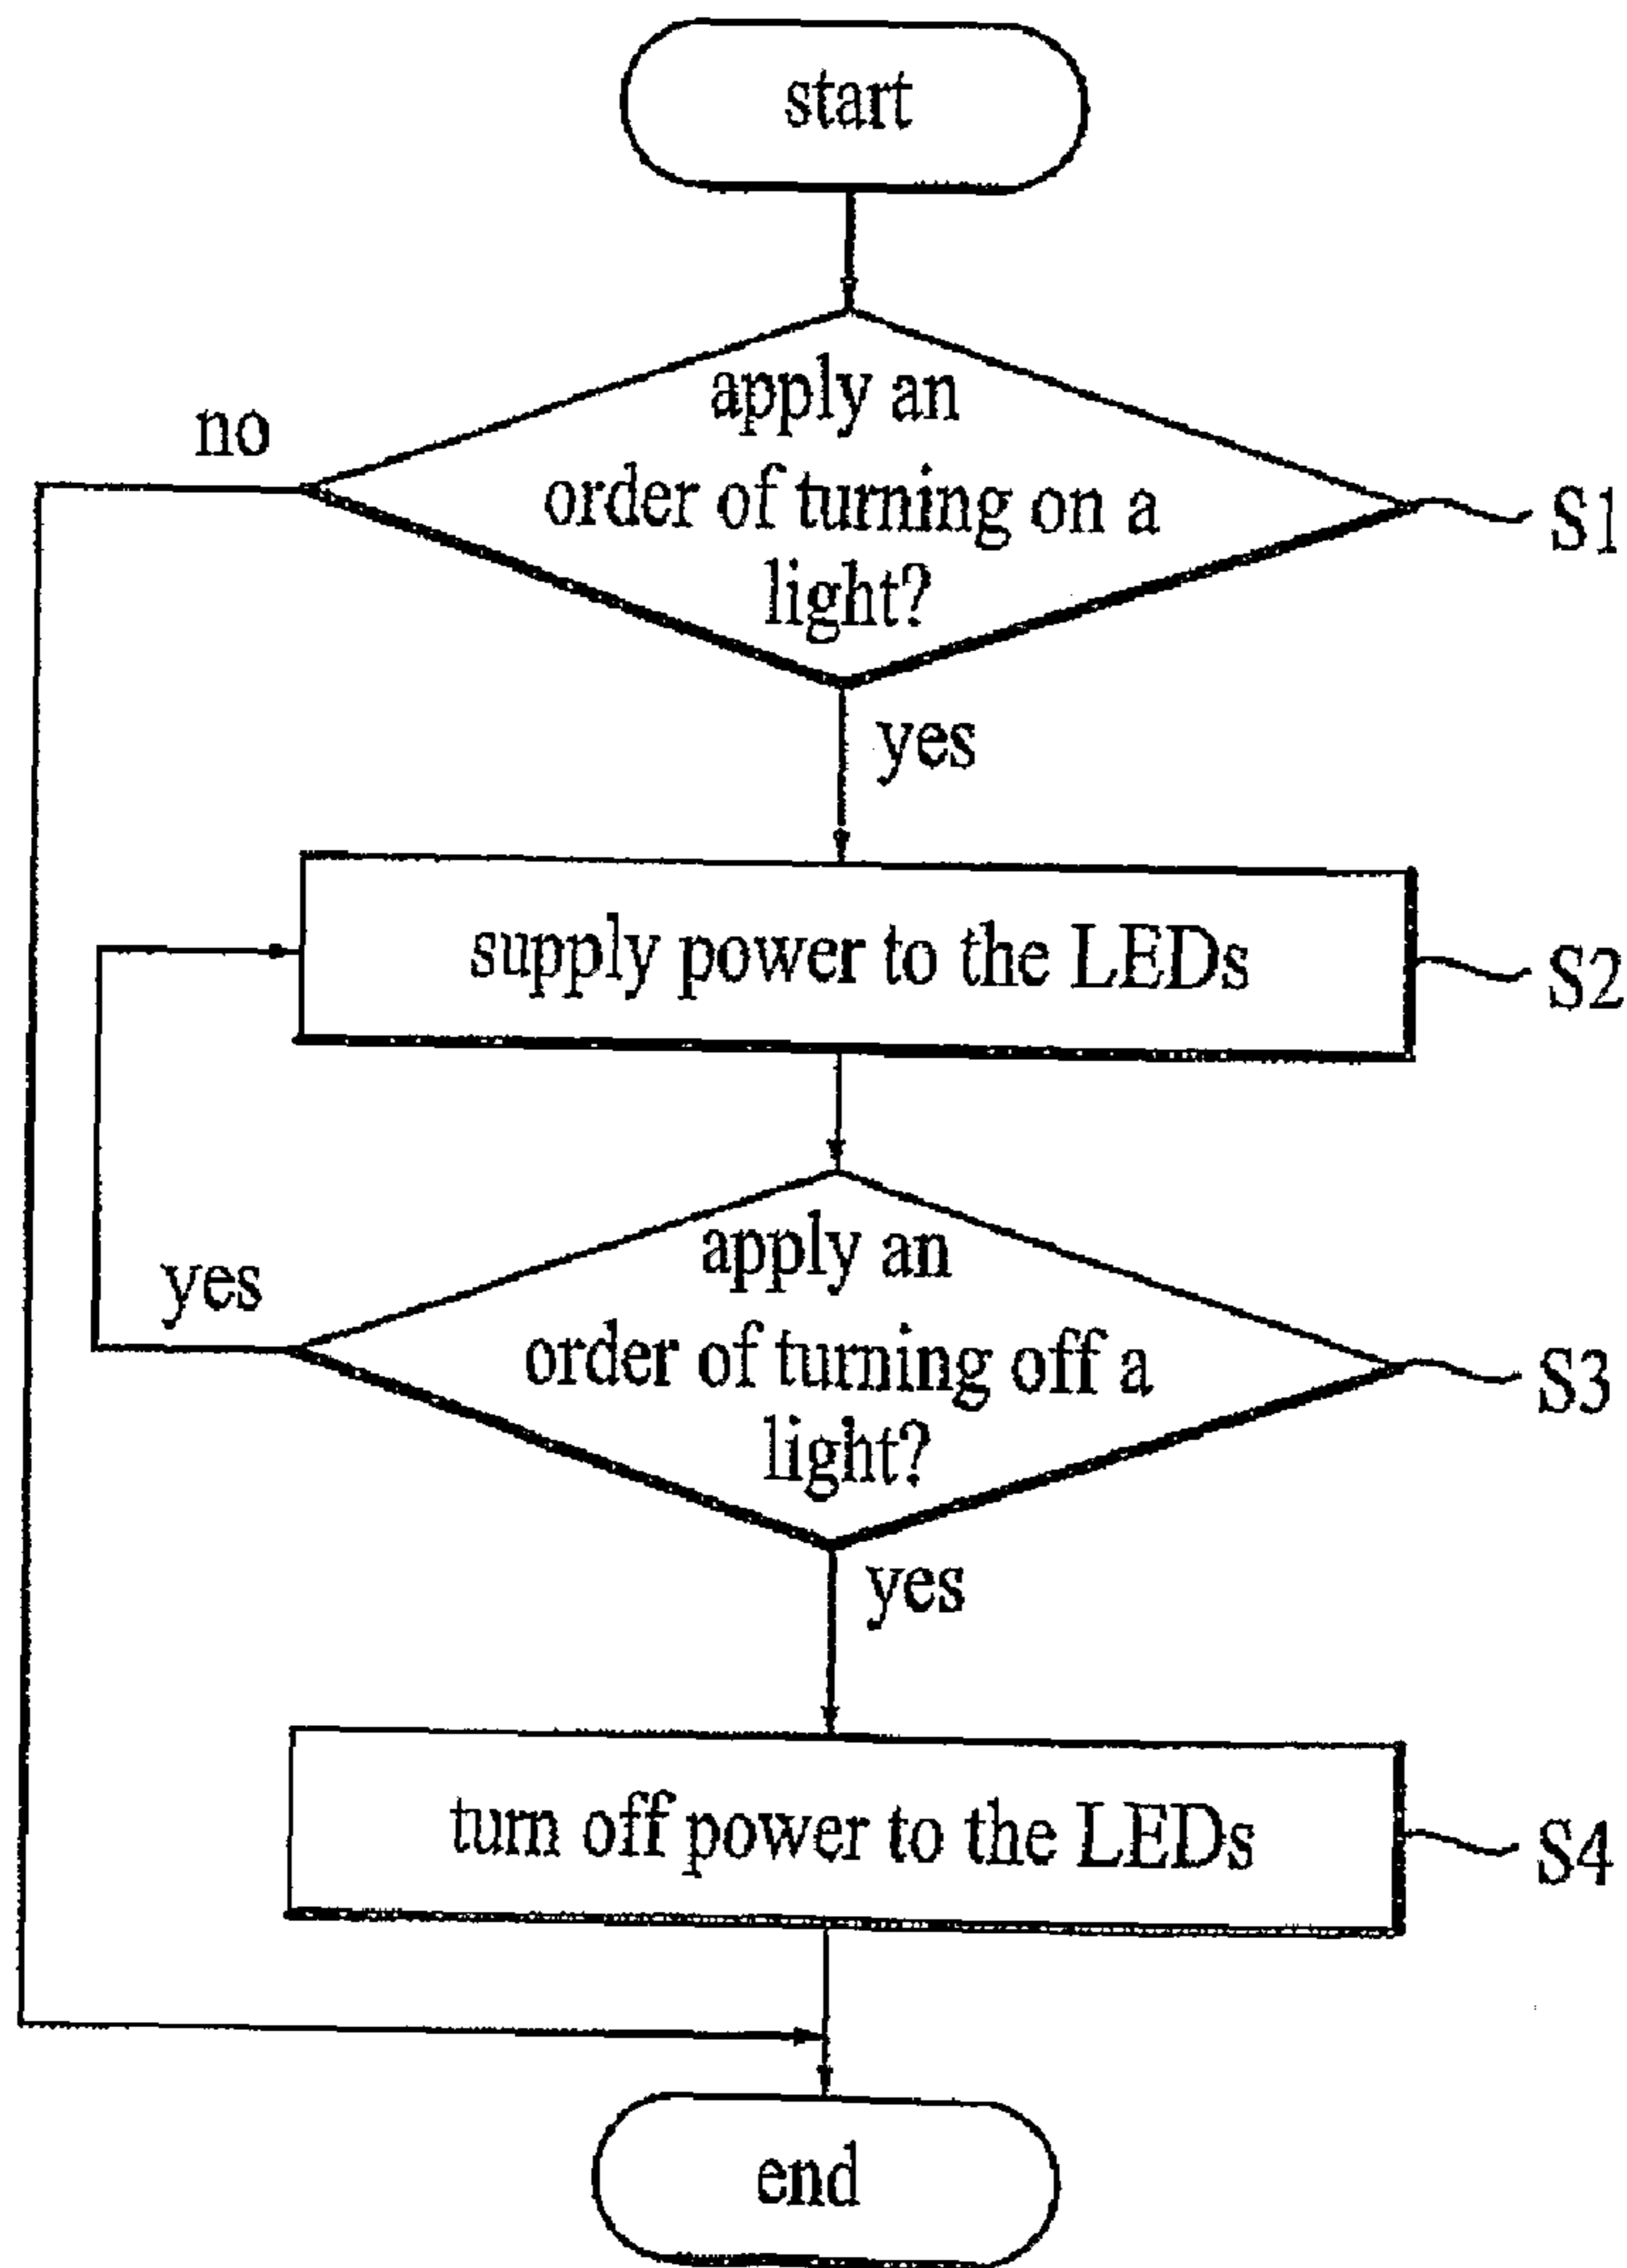 start
apply an
no
order of turning on a
S1
light?
yes
supply power to the LEDs
S2
apply an
yes
order of turning off a
S3
light?
yes
turn off power to the LEDs
S4
end